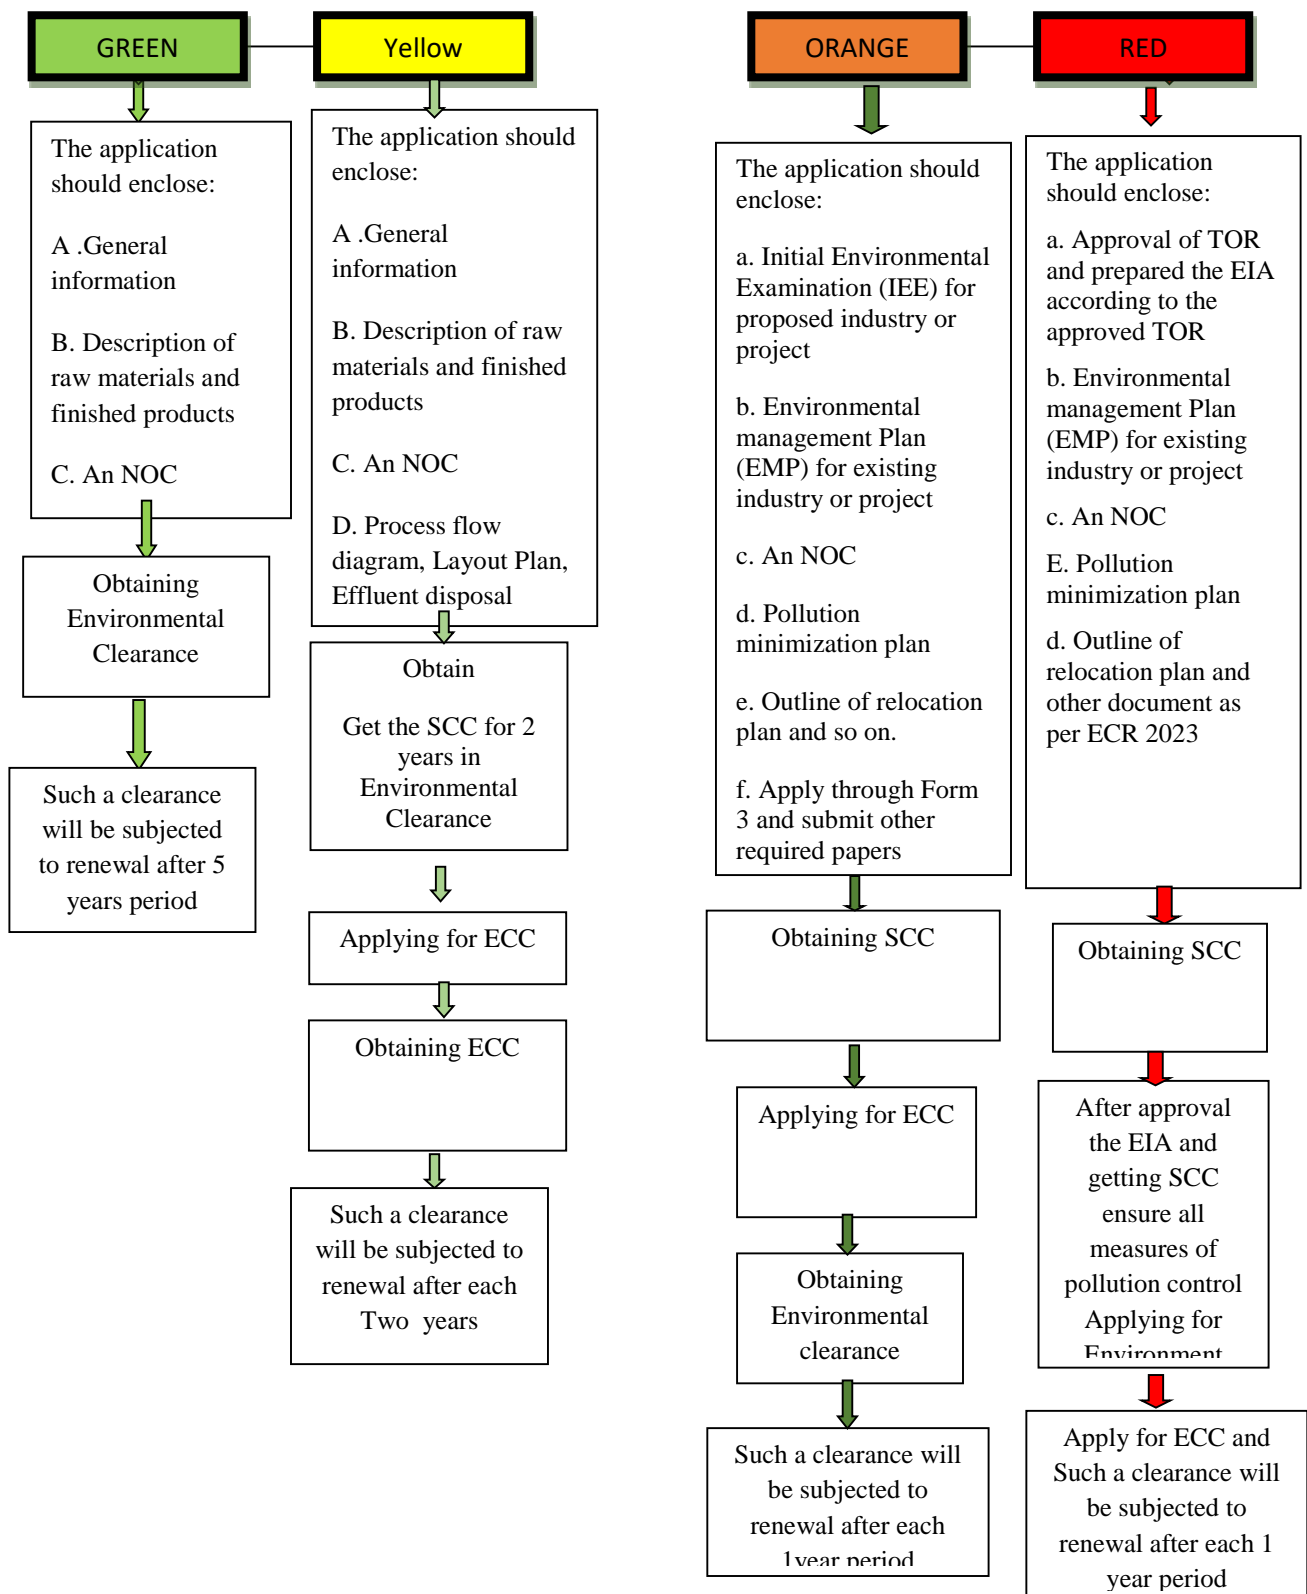 GREEN
Yellow
ORANGE
RED
The application
should enclose:
A .General
information
B. Description of
raw materials and
finished products
C. An NOC
Obtaining
Environmental
Clearance
Such a clearance
will be subjected
to renewal after 5
years period
The application should
enclose:
A .General
information
B. Description of raw
materials and finished
products
C. An NOC
D. Process flow
diagram, Layout Plan,
Effluent disposal
Obtain
Get the SCC for 2
years in
Environmental
Clearance
Applying for ECC
Obtaining ECC
Such a clearance
will be subjected to
renewal after each
Two  years
The application should
enclose:
a. Initial Environmental
Examination (IEE) for
proposed industry or
project
b. Environmental
management Plan
(EMP) for existing
industry or project
c. An NOC
d. Pollution
minimization plan
e. Outline of relocation
plan and so on.
f. Apply through Form
3 and submit other
required papers
Obtaining SCC
Applying for ECC
Obtaining
Environmental
clearance
Such a clearance will
be subjected to
renewal after each
1year period
The application
should enclose:
a. Approval of TOR
and prepared the EIA
according to the
approved TOR
b. Environmental
management Plan
(EMP) for existing
industry or project
c. An NOC
E. Pollution
minimization plan
d. Outline of
relocation plan and
other document as
per ECR 2023
Obtaining SCC
After approval
the EIA and
getting SCC
ensure all
measures of
pollution control
Applying for
Environment
Apply for ECC and
Such a clearance will
be subjected to
renewal after each 1
year period